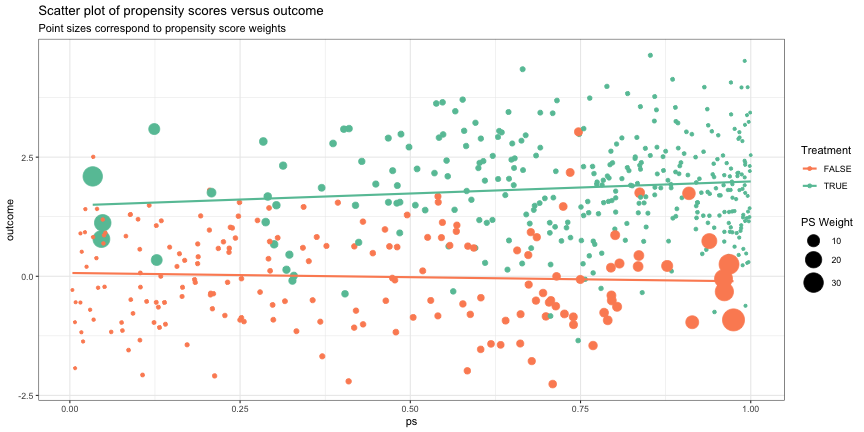 Scatter plot of propensity scores versus outcome
Point sizes correspond to propensity score weights
outcome
2.5
0.0
-2.5
0.00 0.25 0.50 0.75 1.00
ps
Treatment
FALSE
TRUE
PS Weight
10
20
30